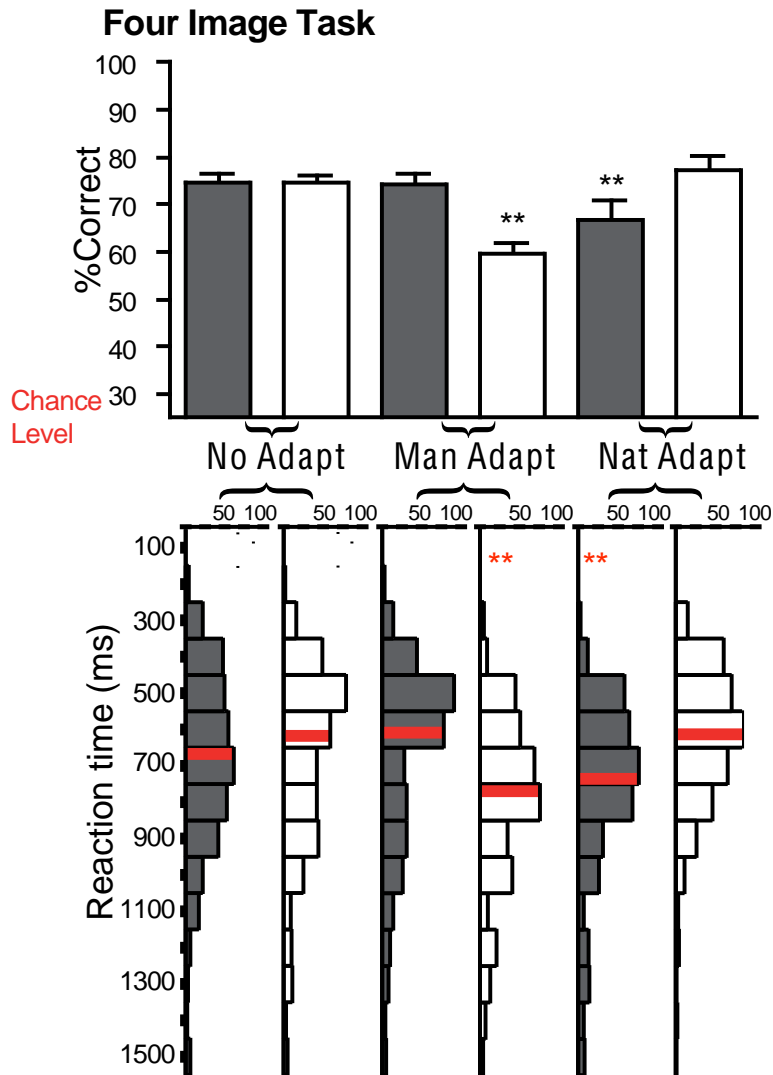 Four Image Task
100
90
80
70
60
50
40
30
%Correct
**
**
Chance
Level
No Adapt
Man Adapt
Nat Adapt
50 100 50 100 50 100 50 100 50 100 50 100
Reaction time (ms)
100
**
**
300
500
700
900
1100
1300
1500